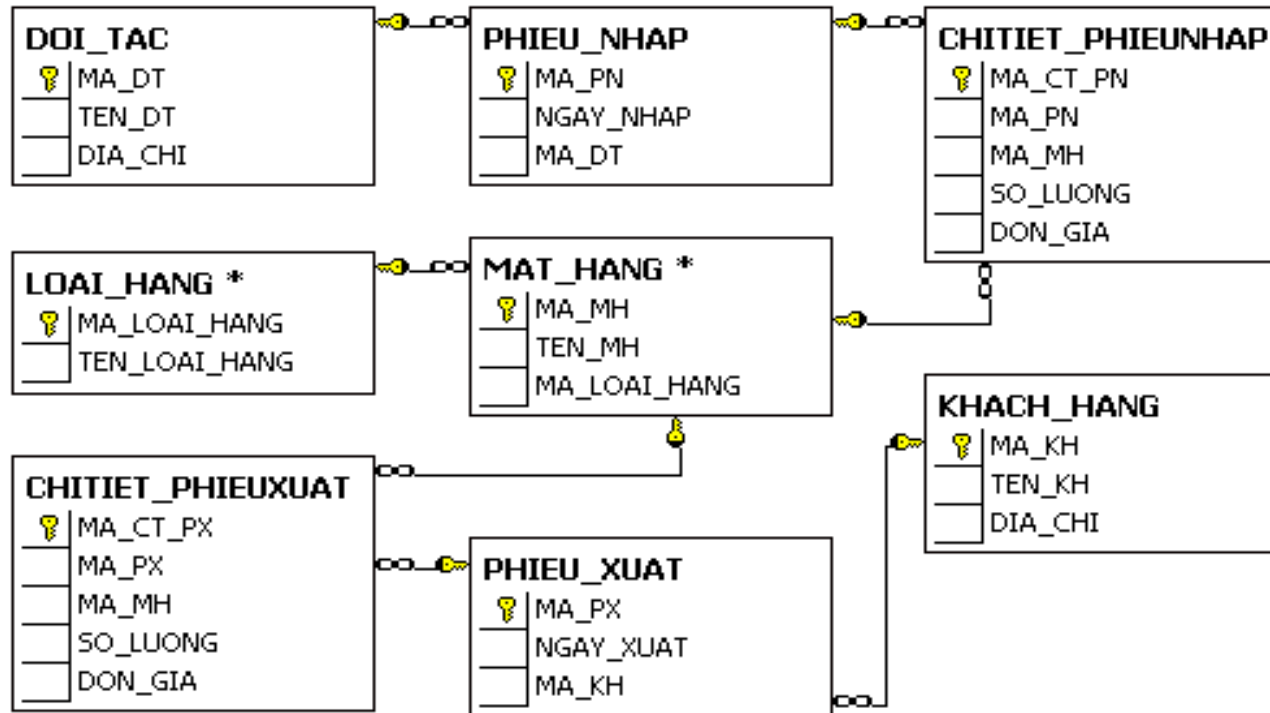 DOI_TAC
MA_DT
TEN_DT
DIA_CHI
PHIEU_NHAP
MA_PN
NGAY_NHAP
MA_DT
CHITIET_PHIEUNHAP
MA_CT_PN
MA_PN
MA_MH
SO_LUONG
DON_GIA
LOAI_HANG *
MA_LOAI_HANG
TEN_LOAI_HANG
MAT_HANG *
MA_MH
TEN_MH
MA_LOAI_HANG
KHACH_HANG
MA_KH
TEN_KH
DIA_CHI
CHITIET_PHIEUXUAT
MA_CT_PX
MA_PX
MA_MH
SO_LUONG
DON_GIA
PHIEU_XUAT
MA_PX
NGAY_XUAT
MA_KH